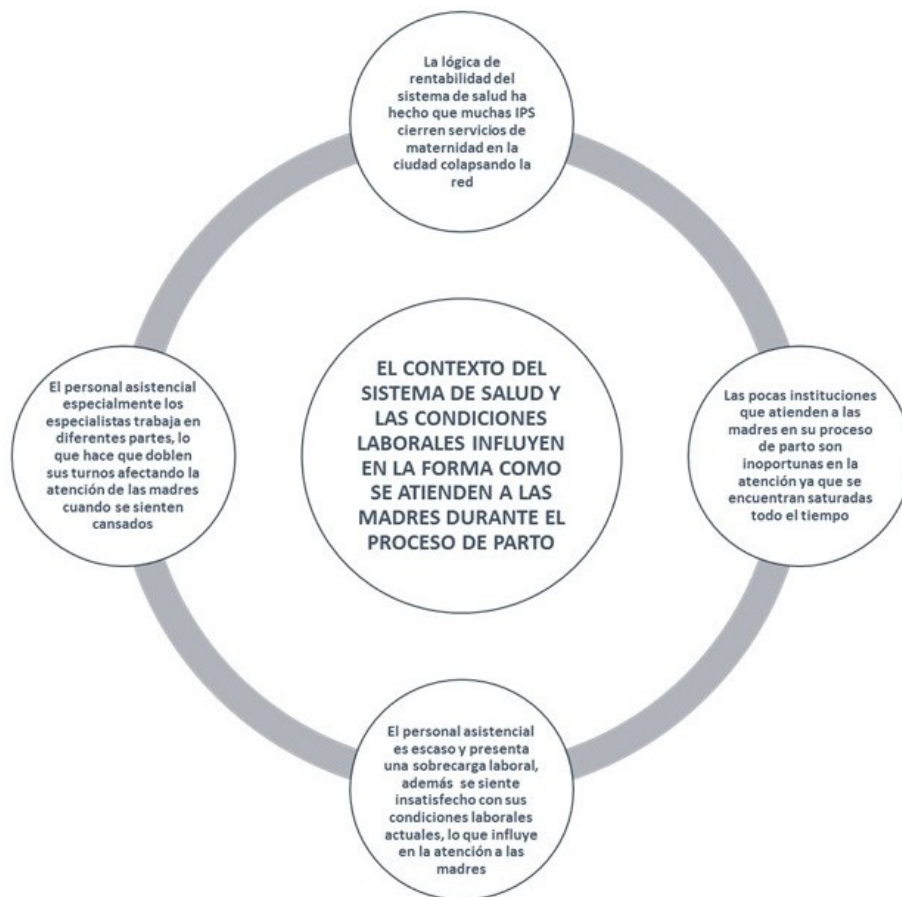 La lógica de
rentabilidad del
sistema de salud ha
hecho que muchas IPS
cierren servicios de
maternidad en la
ciudad colapsando la
red
El personal asistencial
especialmente los
especialistas trabaja en
diferentes partes, lo
que hace que doblen
sus turnos afectando la
atención de las madres
cuando se sienten
cansados
EL CONTEXTO DEL
SISTEMA DE SALUD Y
LAS CONDICIONES
LABORALES INFLUYEN
EN LA FORMA COMO
SE ATIENDEN A LAS
MADRES DURANTE EL
PROCESO DE PARTO
Las pocas instituciones
que atienden a las
madres en su proceso
de parto son
inoportunas en la
atención ya que se
encuentran saturadas
todo el tiempo
El personal asistencial
es escaso y presenta
una sobrecarga laboral,
además se siente
insatisfecho con sus
condiciones laborales
actuales, lo que influye
en la atención a las
madres